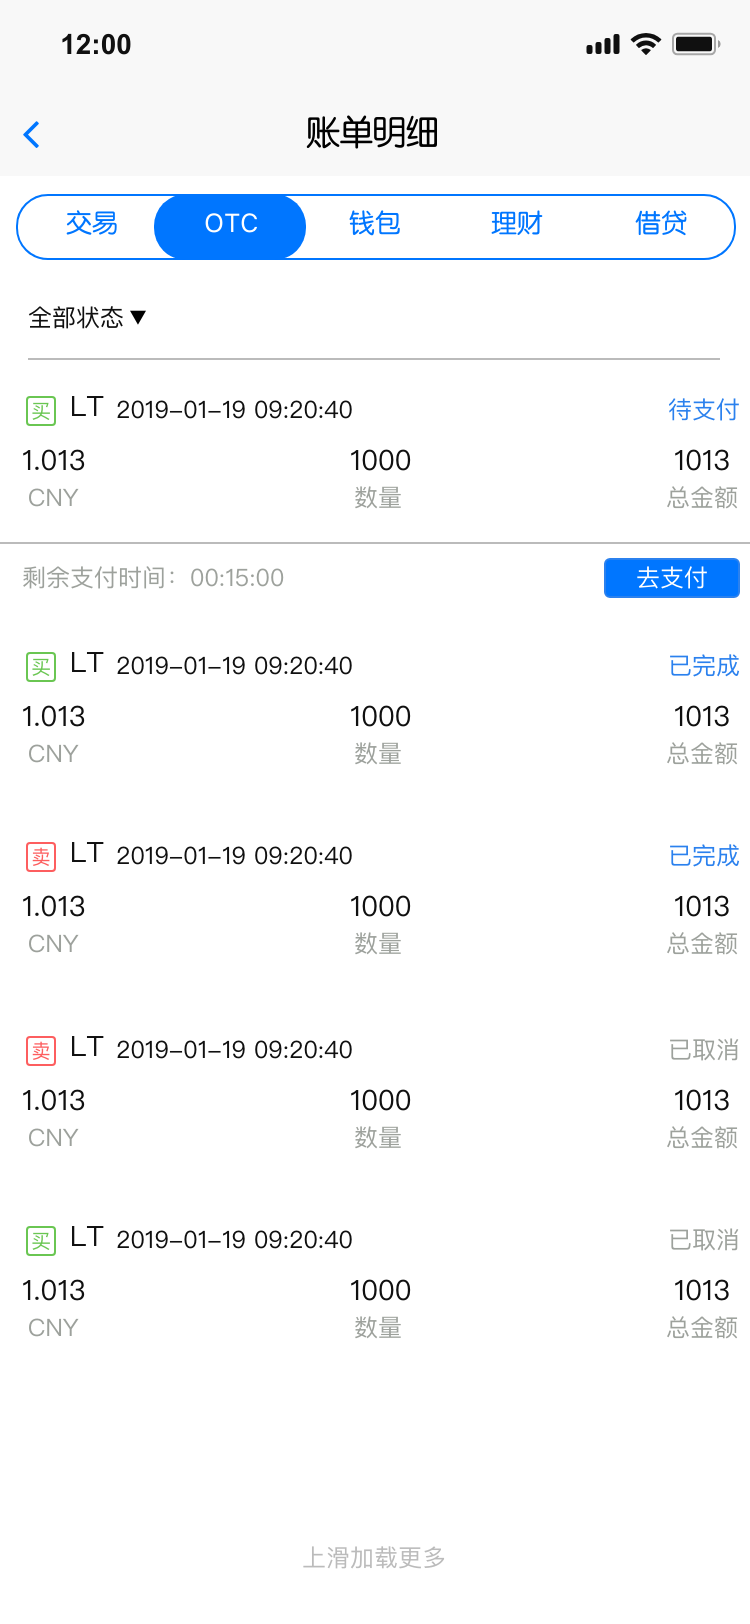 12:00
账单明细
交易 OTC 钱包 理财 借贷
全部状态▼
买 LT 2019-01-19 09:20:40 待支付
1.013 1000 1013
CNY 数量 总金额
剩余支付时间：00:15:00 去支付
买 LT 2019-01-19 09:20:40 已完成
1.013 1000 1013
CNY 数量 总金额
卖 LT 2019-01-19 09:20:40 已完成
1.013 1000 1013
CNY 数量 总金额
卖 LT 2019-01-19 09:20:40 已取消
1.013 1000 1013
CNY 数量 总金额
买 LT 2019-01-19 09:20:40 已取消
1.013 1000 1013
CNY 数量 总金额
上滑加载更多